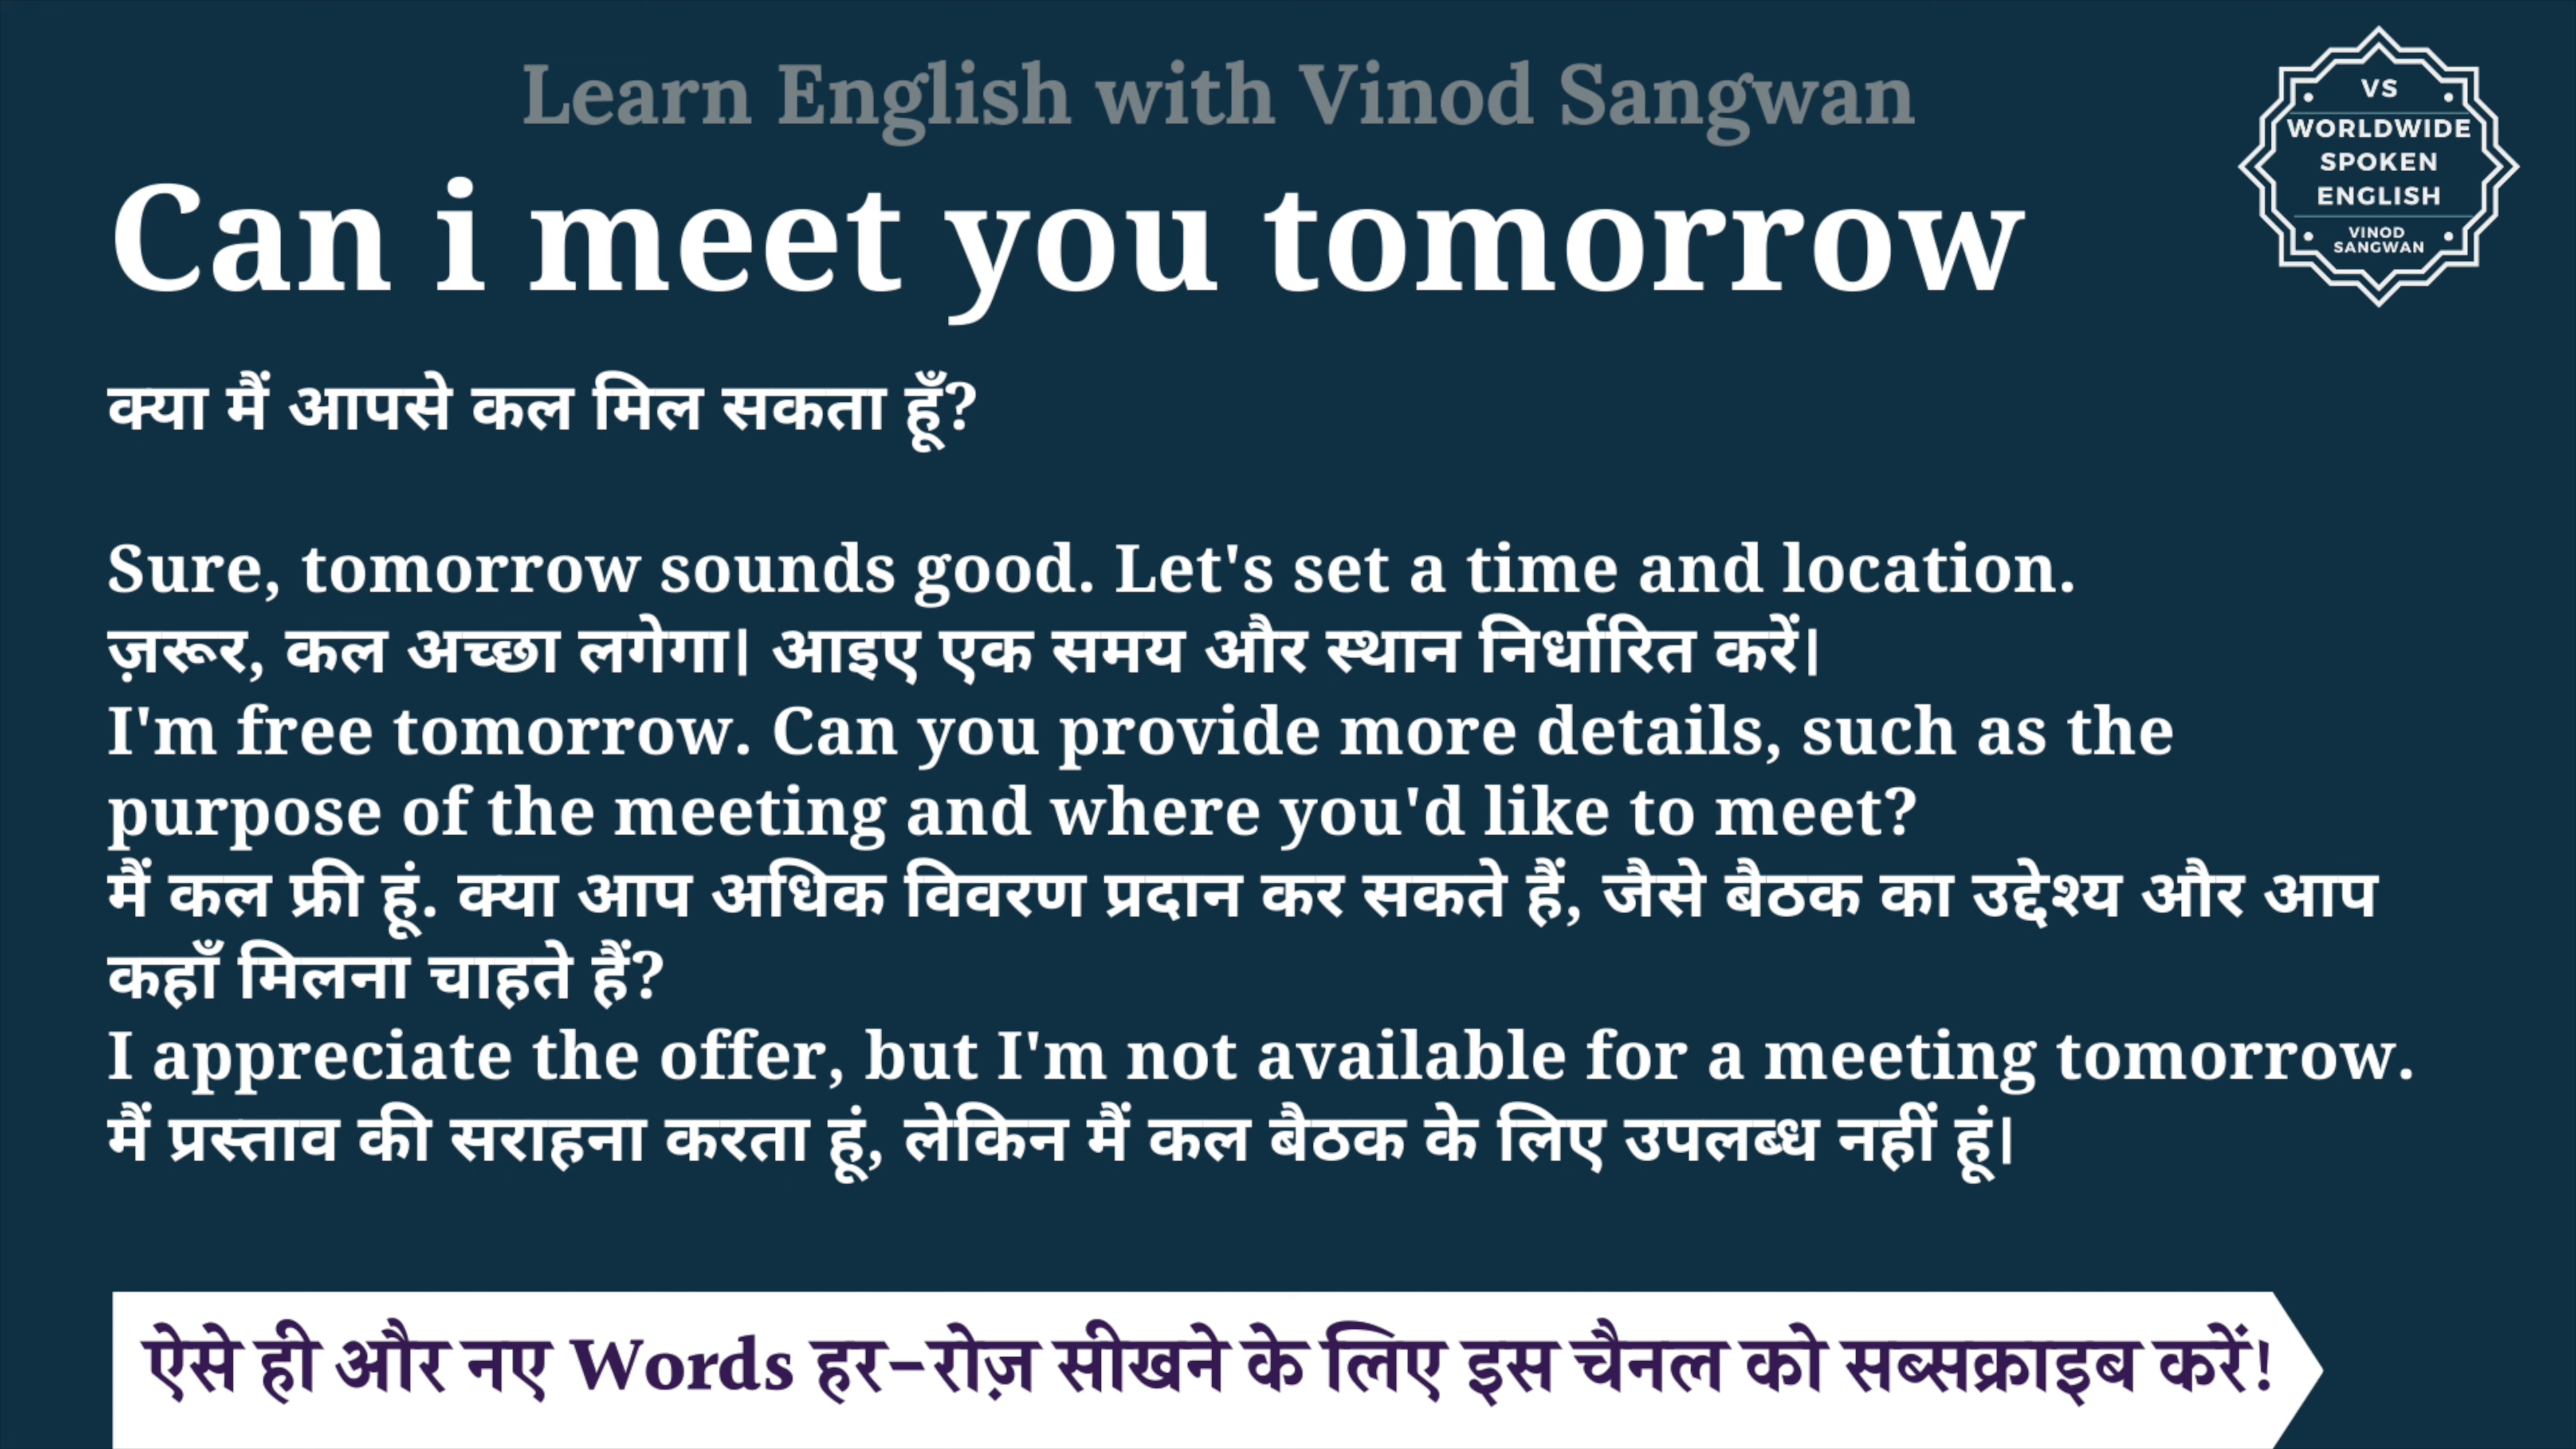 Learn English with Vinod Sangwan
VS
WORLDWIDE
SPOKEN
ENGLISH
VINOD
SANGWAN
Can i meet you tomorrow
क्या मैं आपसे कल मिल सकता हूँ?
Sure, tomorrow sounds good. Let's set a time and location.
ज़रूर, कल अच्छा लगेगा। आइए एक समय और स्थान निर्धारित करें।
I'm free tomorrow. Can you provide more details, such as the
purpose of the meeting and where you'd like to meet?
मैं कल फ्री हूं. क्या आप अधिक विवरण प्रदान कर सकते हैं, जैसे बैठक का उद्देश्य और आप
कहाँ मिलना चाहते हैं?
I appreciate the offer, but I'm not available for a meeting tomorrow.
मैं प्रस्ताव की सराहना करता हूं, लेकिन मैं कल बैठक के लिए उपलब्ध नहीं हूं।
ऐसे ही और नए Words हर-रोज़ सीखने के लिए इस चैनल को सब्सक्राइब करें!